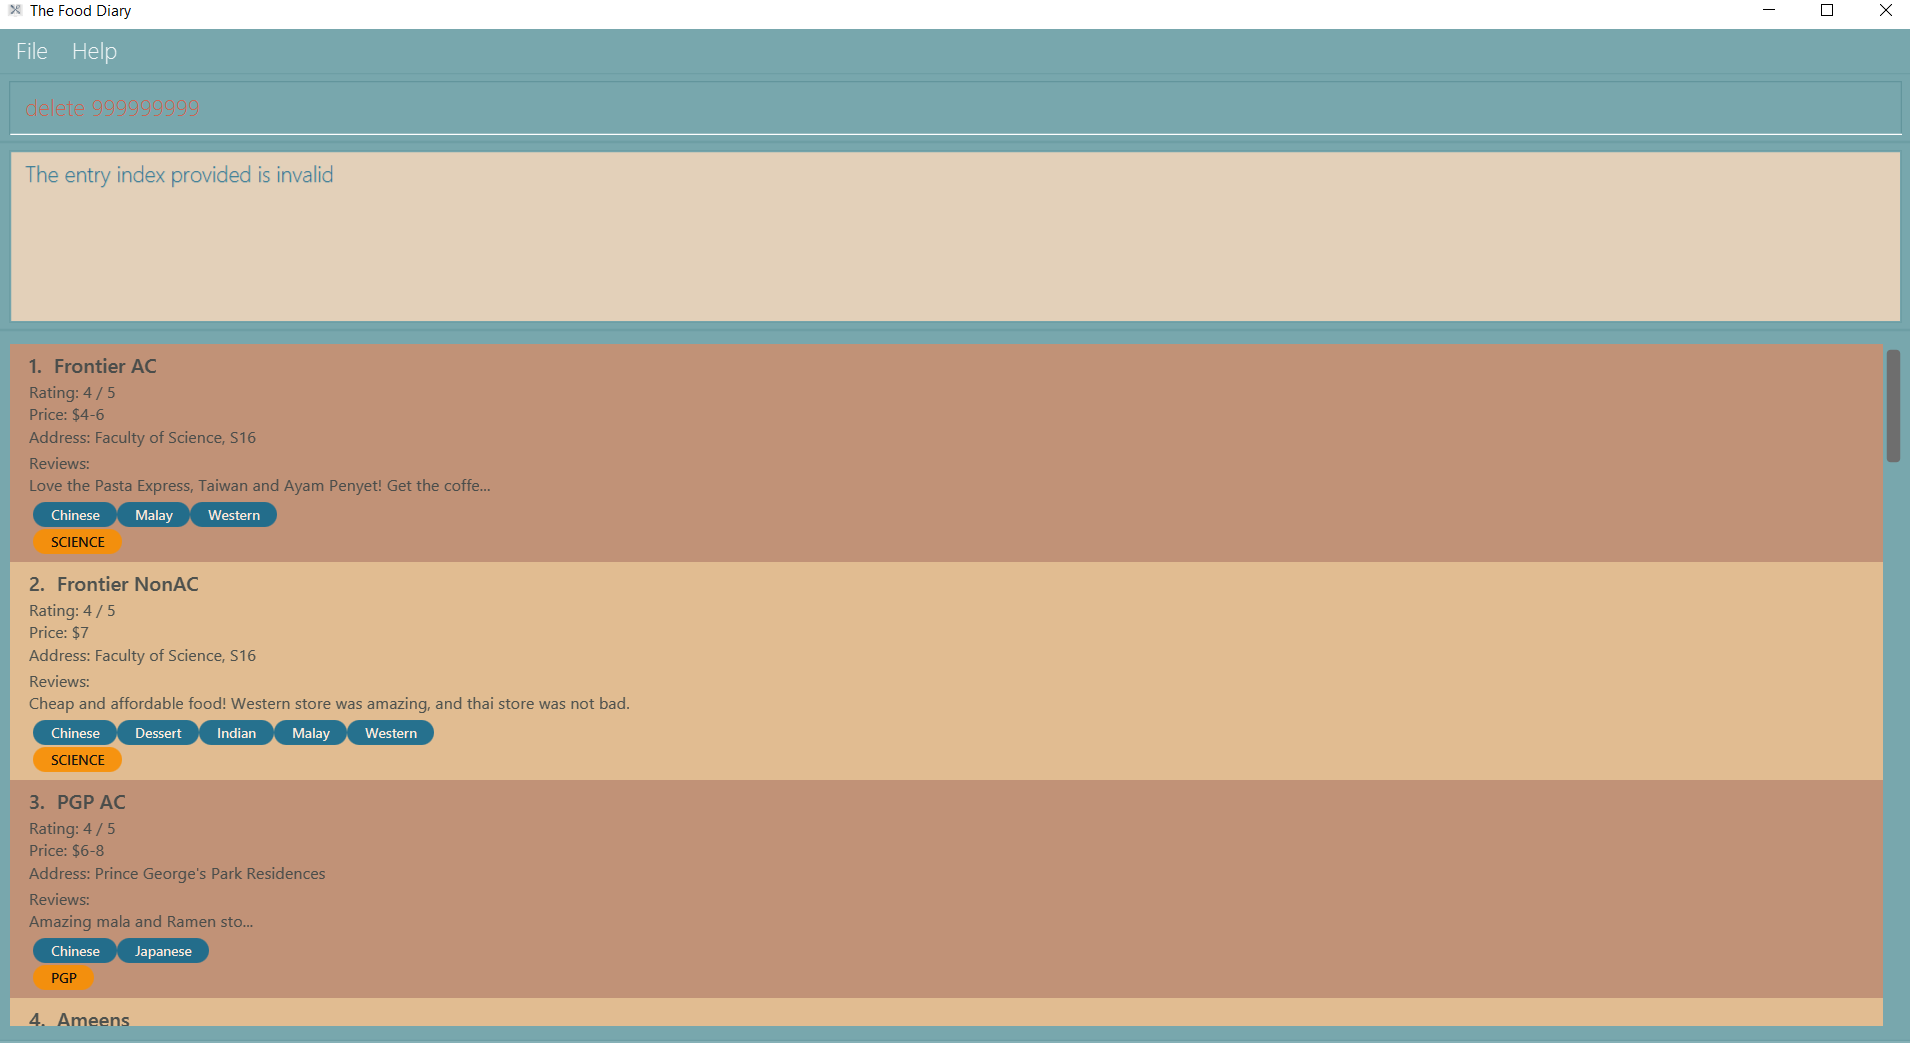 The Food Diary
File Help
delete 999999999
The entry index provided is invalid
1. Frontier AC
Rating: 4 / 5
Price: $4-6
Address: Faculty of Science, S16
Reviews:
Love the Pasta Express, Taiwan and Ayam Penyet! Get the coffe...
Chinese Malay Western
SCIENCE
2. Frontier NonAC
Rating: 4 / 5
Price: $7
Address: Faculty of Science, S16
Reviews:
Cheap and affordable food! Western store was amazing, and thai store was not bad.
Chinese Dessert Indian Malay Western
SCIENCE
3. PGP AC
Rating: 4 / 5
Price: $6-8
Address: Prince George's Park Residences
Reviews:
Amazing mala and Ramen sto...
Chinese Japanese
PGP
4. Ameens